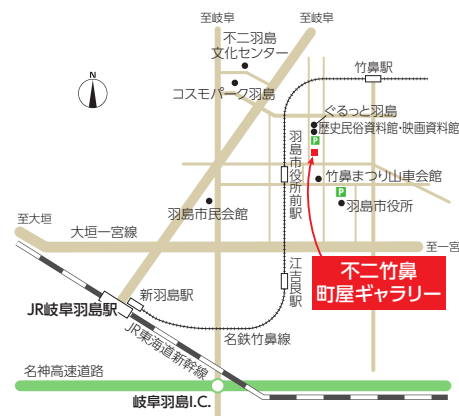 至岐阜
至岐阜
不二羽島
文化センター
竹鼻駅
N
コスモパーク羽島
ぐるっと羽島
歴史民俗資料館・映画資料館
P
羽島市役所前駅
竹鼻まつり山車会館
P
羽島市役所
羽島市民会館
至大垣
大垣一宮線
至一宮
不二竹鼻
町屋ギャラリー
江吉良駅
新羽島駅
JR岐阜羽島駅
名鉄竹鼻線
JR東海道新幹線
名神高速道路
岐阜羽島I.C.